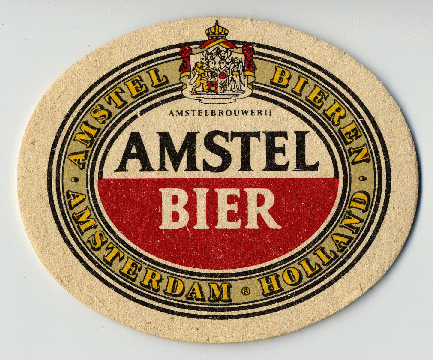 AMSTEL BIEREN
AMSTELBROUWERIJ
AMSTEL
BIER
AMSTERDAM ® HOLLAND